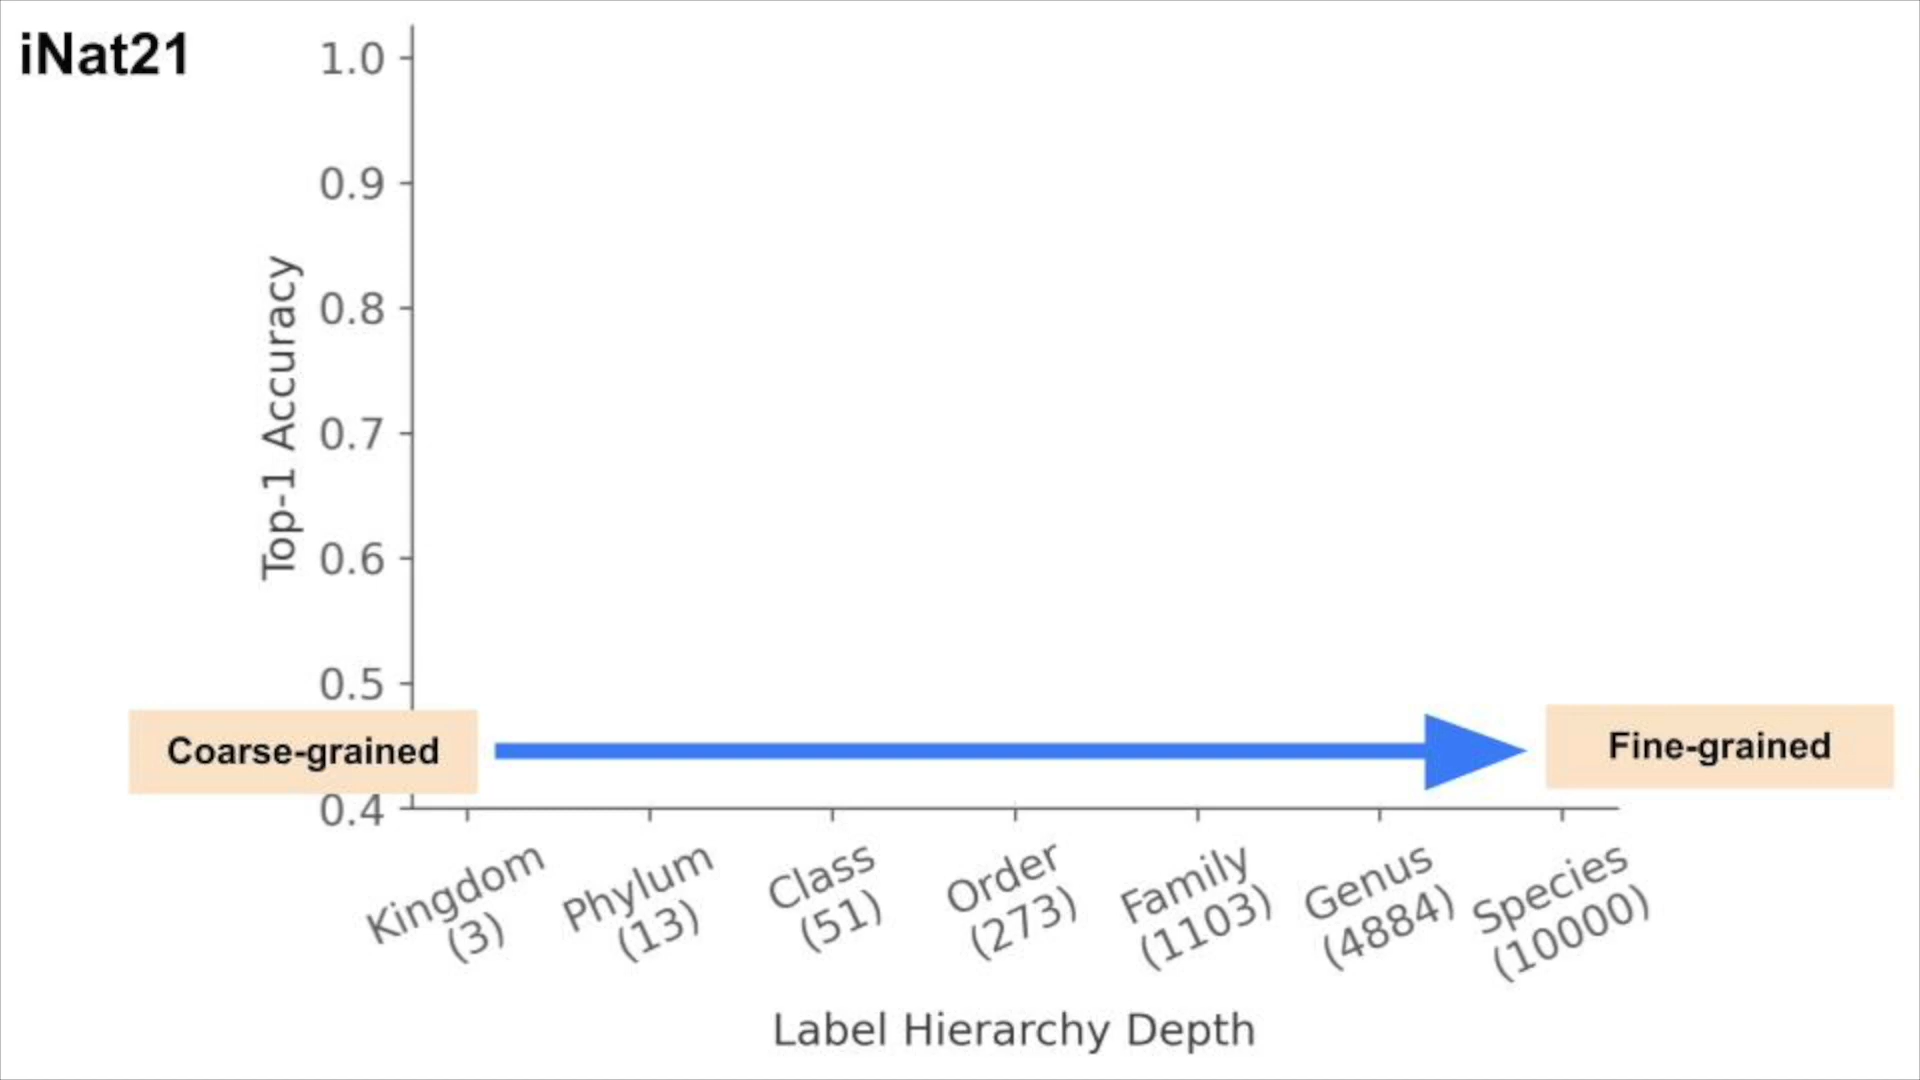 iNat21
1.0
0.9
0.8
0.7
0.6
0.5
0.4
Top-1 Accuracy
Coarse-grained
Fine-grained
Kingdom
(3)
Phylum
(13)
Class
(51)
Order
(273)
Family
(1103)
Genus
(4884)
Species
(10000)
Label Hierarchy Depth